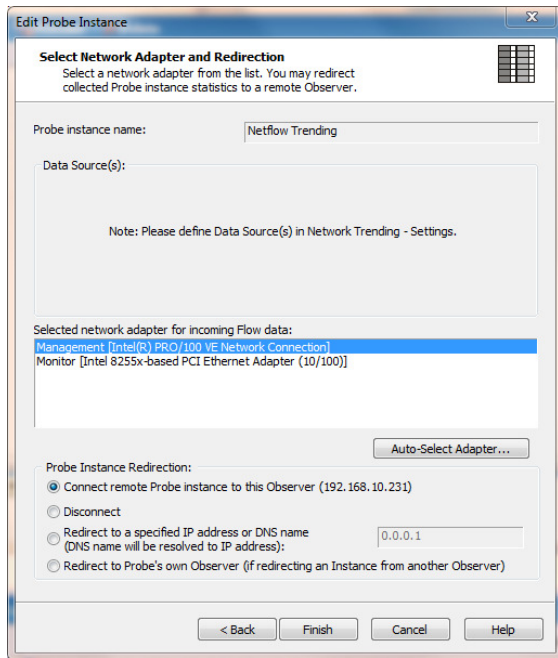 Edit Probe Instance
Select Network Adapter and Redirection
Select a network adapter from the list. You may redirect
collected Probe instance statistics to a remote Observer.
Probe instance name:
Netflow Trending
Data Source(s):
Note: Please define Data Source(s) in Network Trending - Settings.
Selected network adapter for incoming Flow data:
Management [Intel(R) PRO/100 VE Network Connection]
Monitor [Intel 8255x-based PCI Ethernet Adapter (10/100)]
Auto-Select Adapter...
Probe Instance Redirection:
Connect remote Probe instance to this Observer (192.168.10.231)
Disconnect
Redirect to a specified IP address or DNS name
(DNS name will be resolved to IP address):
0.0.0.1
Redirect to Probe's own Observer (if redirecting an Instance from another Observer)
< Back
Finish
Cancel
Help